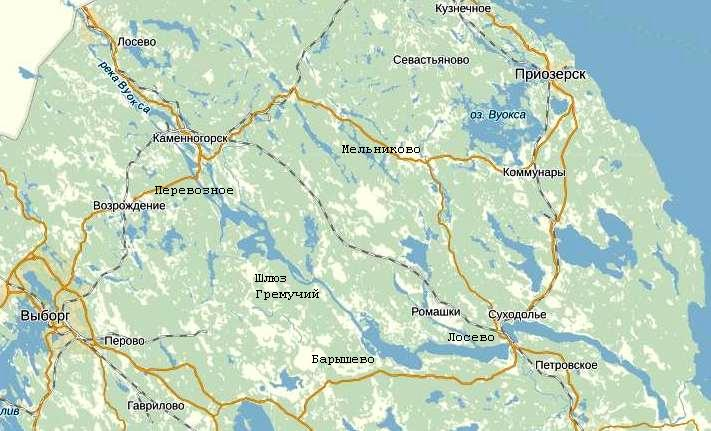 Кузнечное
Лосево
Севастьяново
Приозерск
река Вуокса
оз. Вуокса
Каменногорск
Мельниково
Коммунары
Перевозное
Возрождение
Шлюз
Гремучий
Ромашки
Суходолье
Выборг
Лосево
Перово
Барышево
Петровское
Гаврилово
лив